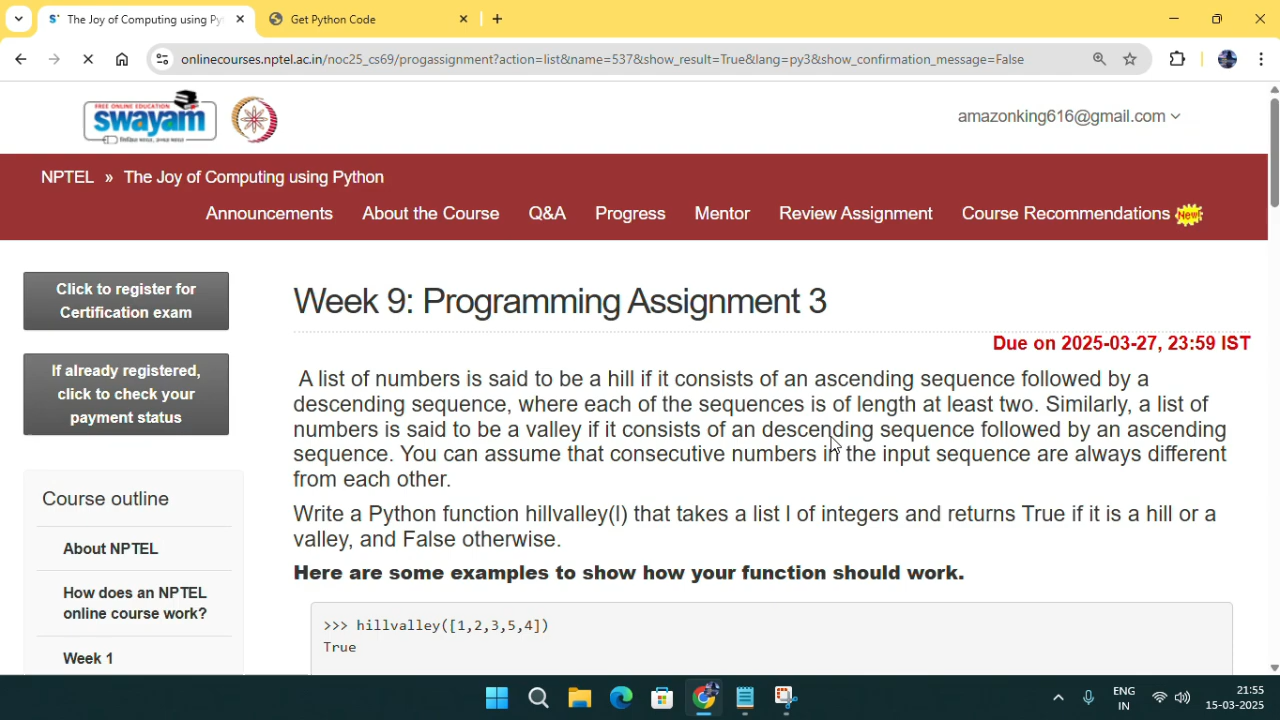 The Joy of Computing using Py
Get Python Code
onlinecourses.nptel.ac.in/noc25_cs69/progassignment?action=list&name=537&show_result=True&lang=py3&show_confirmation_message=False
FREE ONLINE EDUCATION
swayam
amazonking616@gmail.com
NPTEL » The Joy of Computing using Python
Announcements About the Course Q&A Progress Mentor Review Assignment Course Recommendations New!
Click to register for
Certification exam
If already registered,
click to check your
payment status
Course outline
About NPTEL
How does an NPTEL
online course work?
Week 1
Week 9: Programming Assignment 3
Due on 2025-03-27, 23:59 IST
A list of numbers is said to be a hill if it consists of an ascending sequence followed by a
descending sequence, where each of the sequences is of length at least two. Similarly, a list of
numbers is said to be a valley if it consists of an descending sequence followed by an ascending
sequence. You can assume that consecutive numbers in the input sequence are always different
from each other.
Write a Python function hillvalley(l) that takes a list l of integers and returns True if it is a hill or a
valley, and False otherwise.
Here are some examples to show how your function should work.
>>> hillvalley([1,2,3,5,4])
True
ENG
IN
21:55
15-03-2025